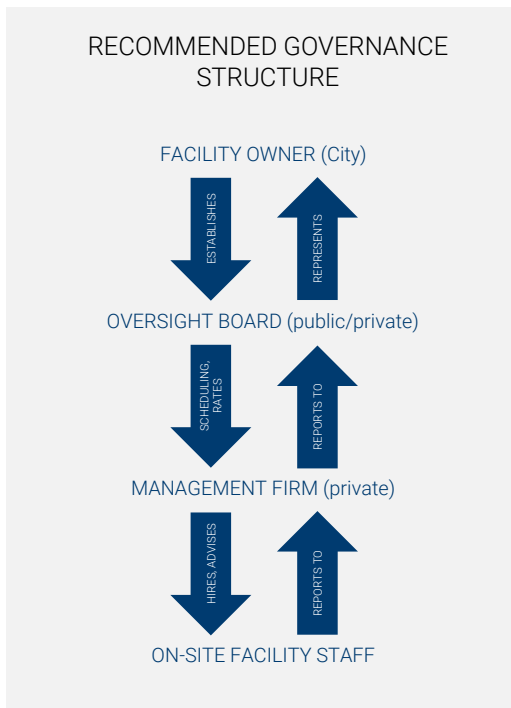 RECOMMENDED GOVERNANCE
STRUCTURE
FACILITY OWNER (City)
ESTABLISHES
REPRESENTS
OVERSIGHT BOARD (public/private)
SCHEDULING,
RATES
REPORTS TO
MANAGEMENT FIRM (private)
HIRES, ADVISES
REPORTS TO
ON-SITE FACILITY STAFF